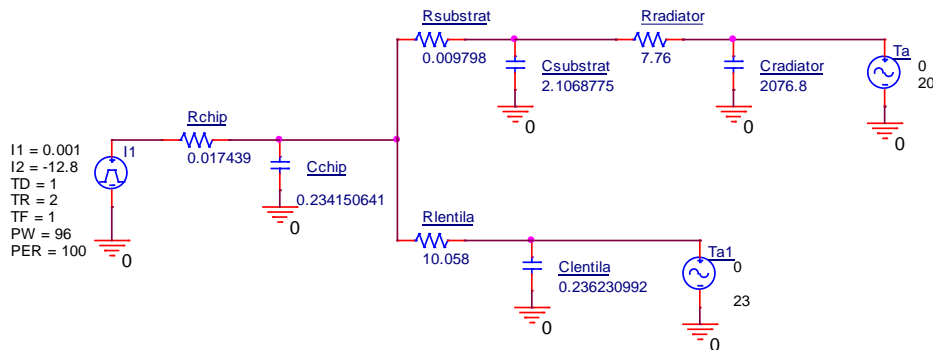 Rsubstrat
0.009798
Rradiator
7.76
Csubstrat
2.1068775
0
Cradiator
2076.8
0
Ta
0
20
0
I1 = 0.001
I2 = -12.8
TD = 1
TR = 2
TF = 1
PW = 96
PER = 100
I1
0
Rchip
0.017439
Cchip
0.234150641
0
Rlentila
10.058
Clentila
0.236230992
0
Ta1
0
23
0